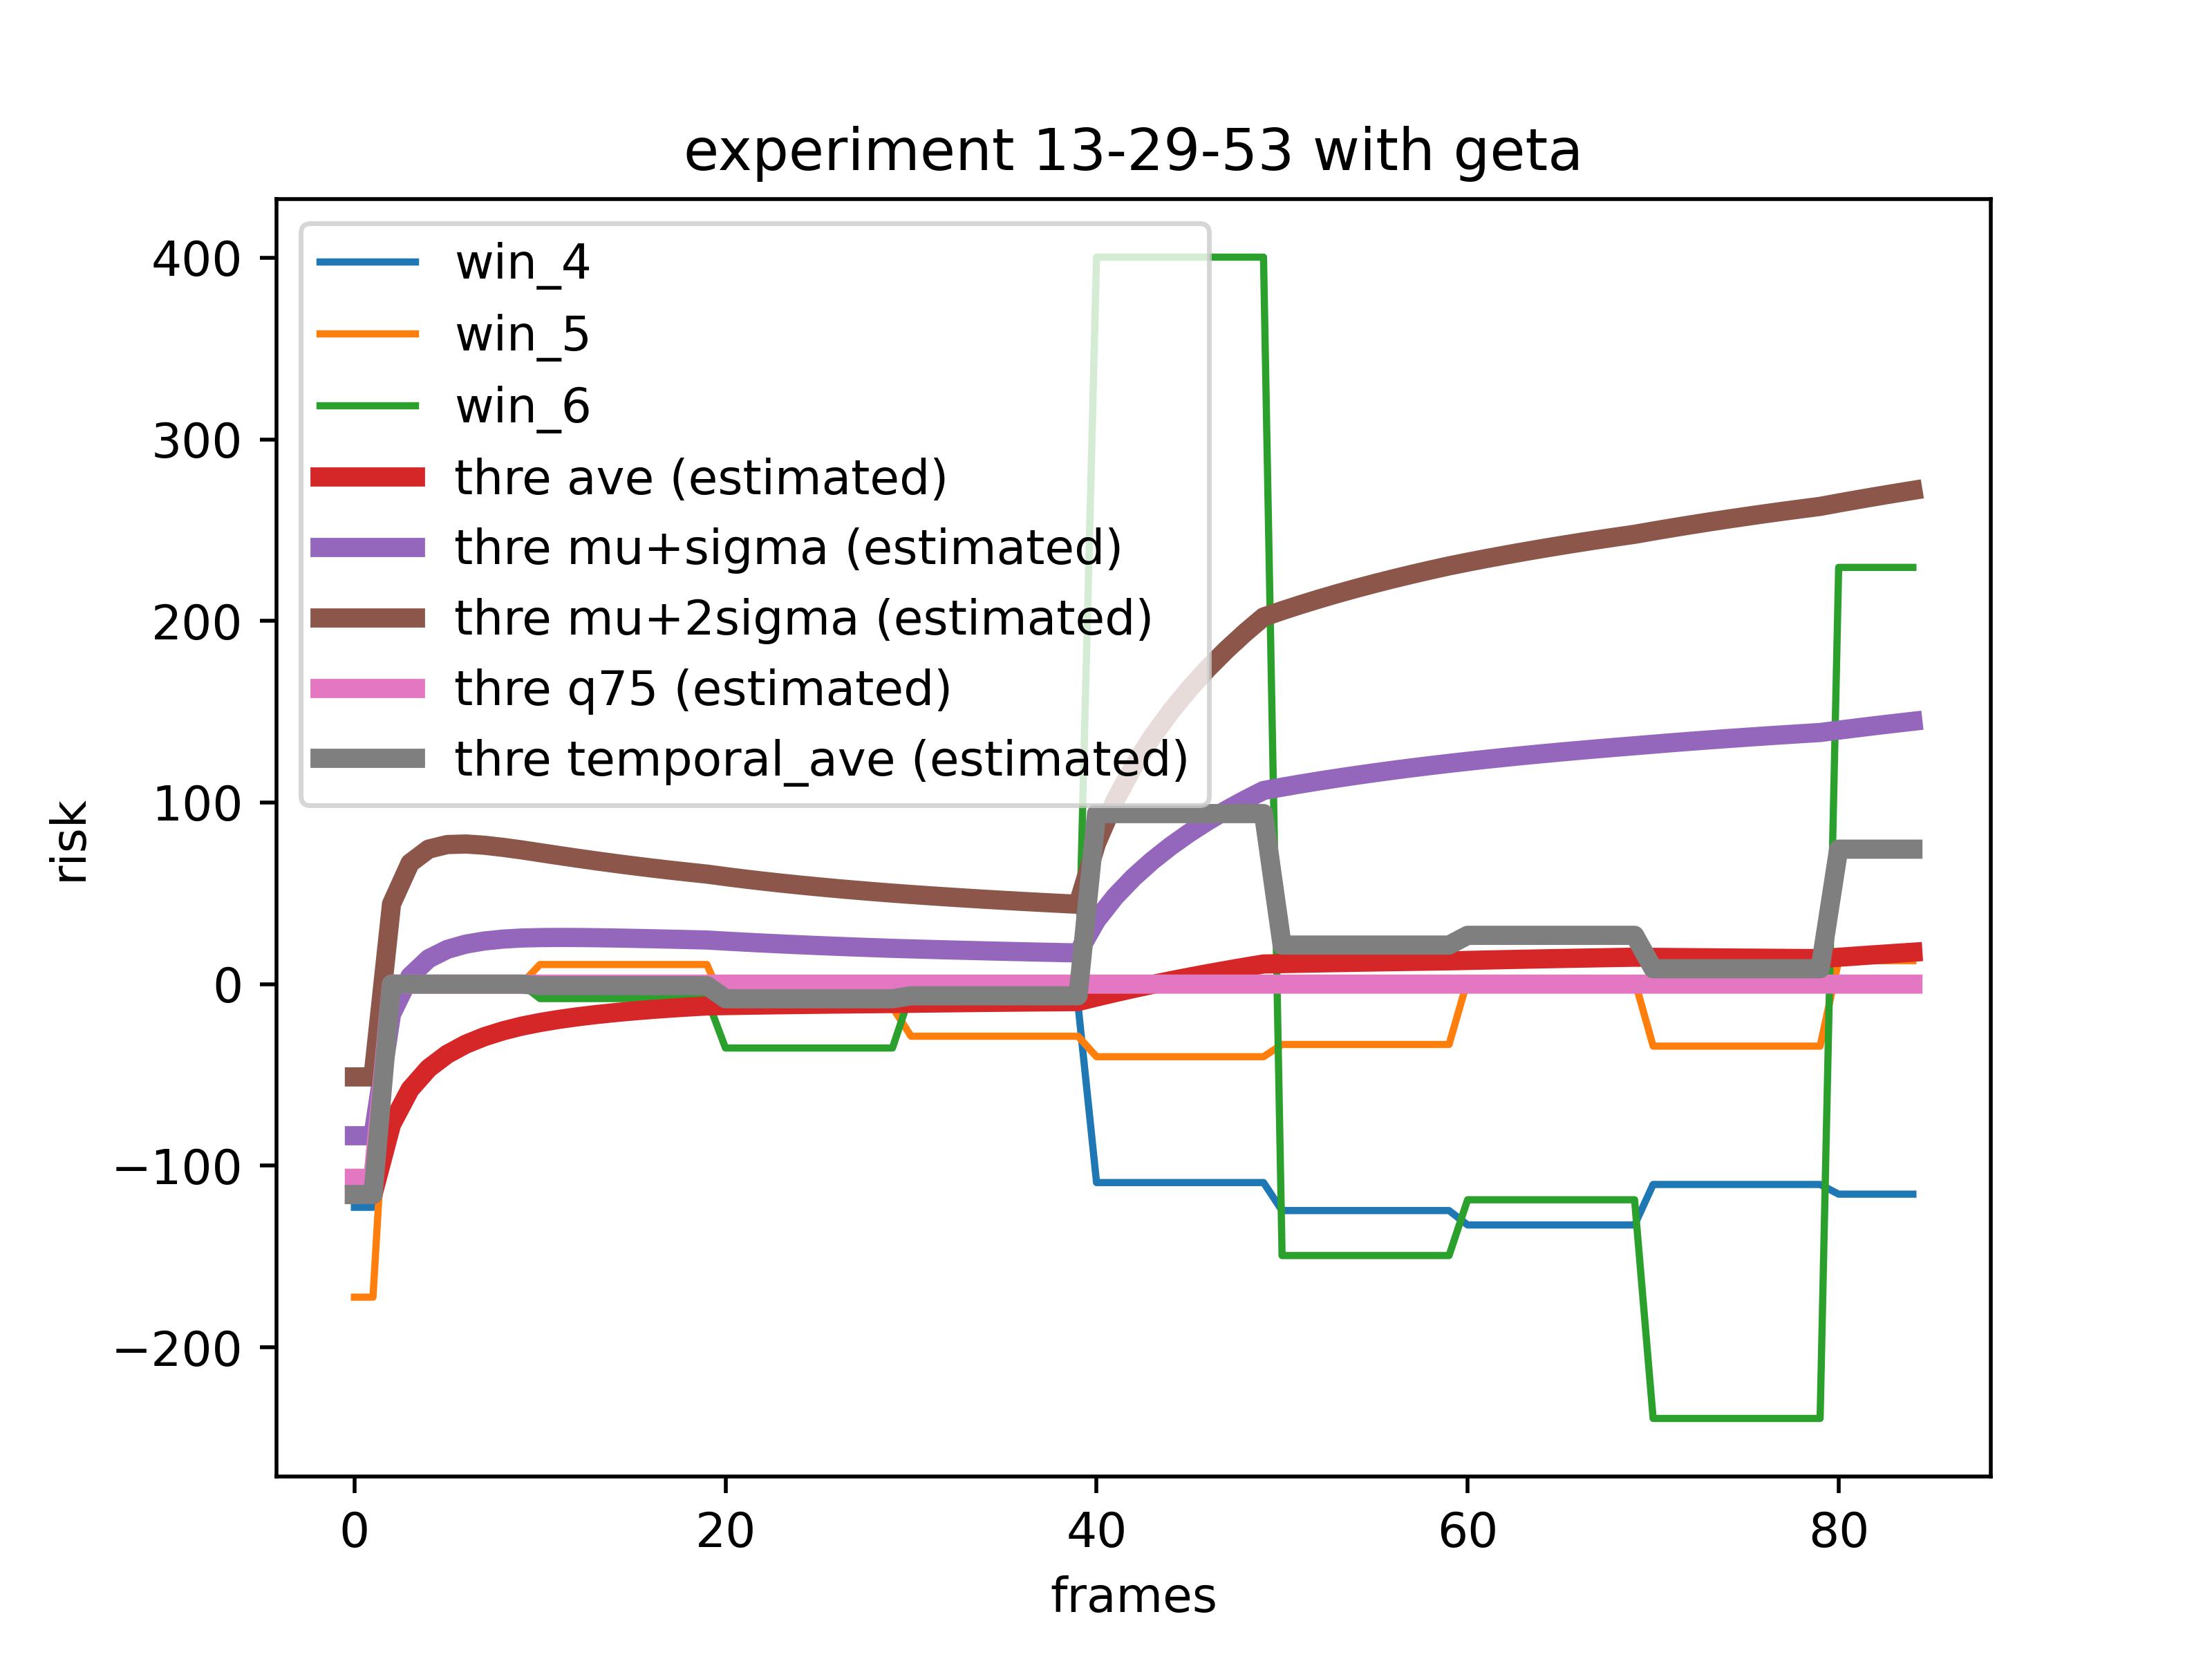 experiment 13-29-53 with geta
400
300
200
100
0
−100
−200
risk
win_4
win_5
win_6
thre ave (estimated)
thre mu+sigma (estimated)
thre mu+2sigma (estimated)
thre q75 (estimated)
thre temporal_ave (estimated)
0 20 40 60 80
frames